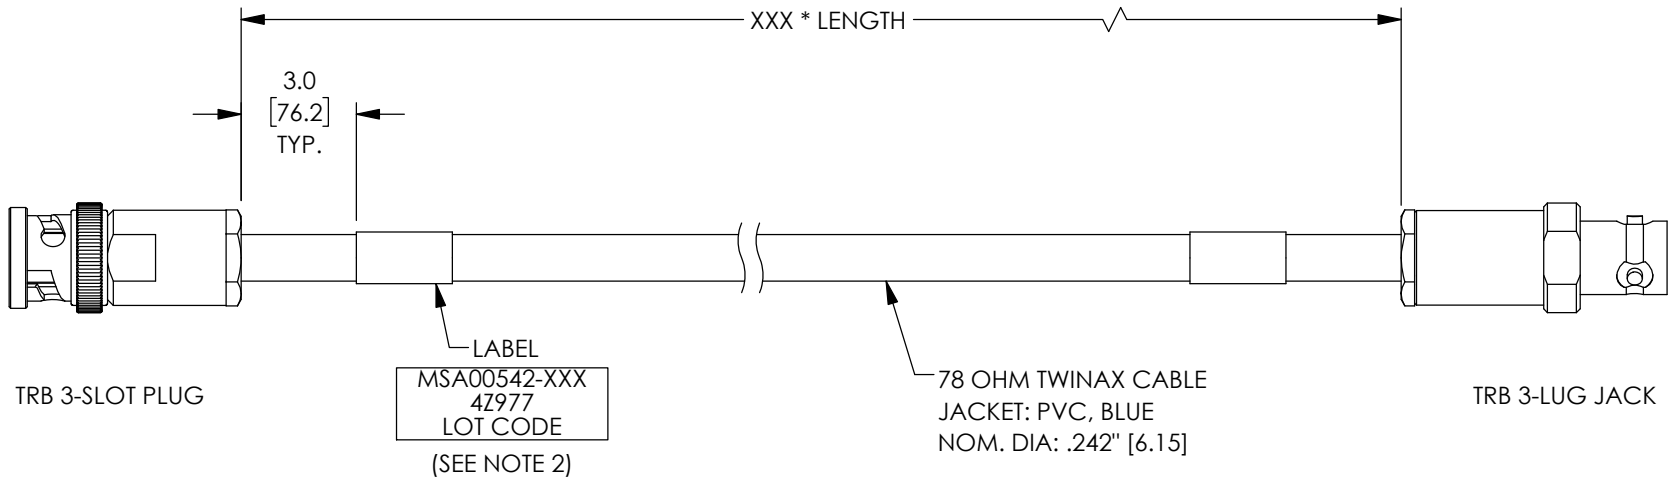 XXX * LENGTH
3.0
[76.2]
TYP.
LABEL
MSA00542-XXX
4Z977
LOT CODE
(SEE NOTE 2)
TRB 3-SLOT PLUG
78 OHM TWINAX CABLE
JACKET: PVC, BLUE
NOM. DIA: .242" [6.15]
TRB 3-LUG JACK